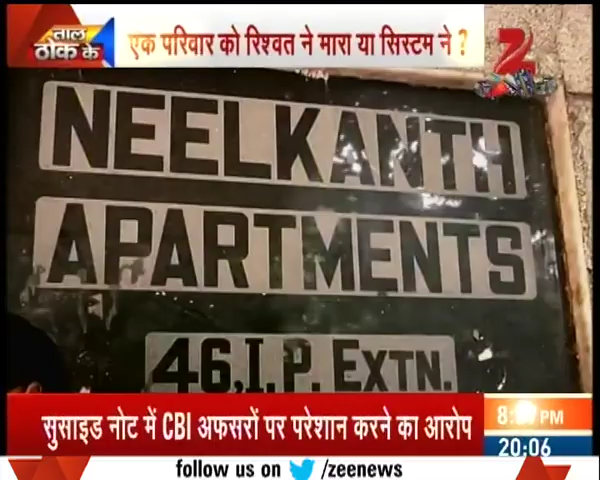 ताल
ठोक के
एक परिवार को रिश्वत ने मारा या सिस्टम ने ?
NEELKANTH
APARTMENTS
46,I.P. EXTN.
सुसाइड नोट में CBI अफसरों पर परेशान करने का आरोप
PM
20:06
follow us on /zeenews